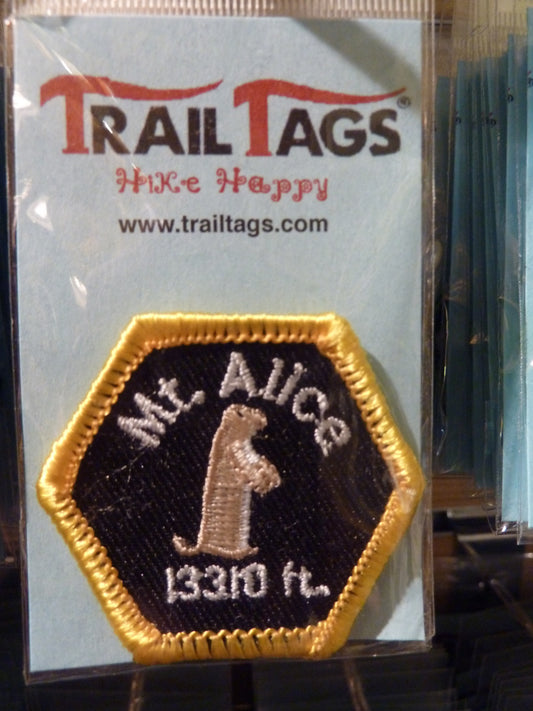 TRAIL TAGS®
Hike Happy
www.trailtags.com
Mt. Alice
13310 ft.